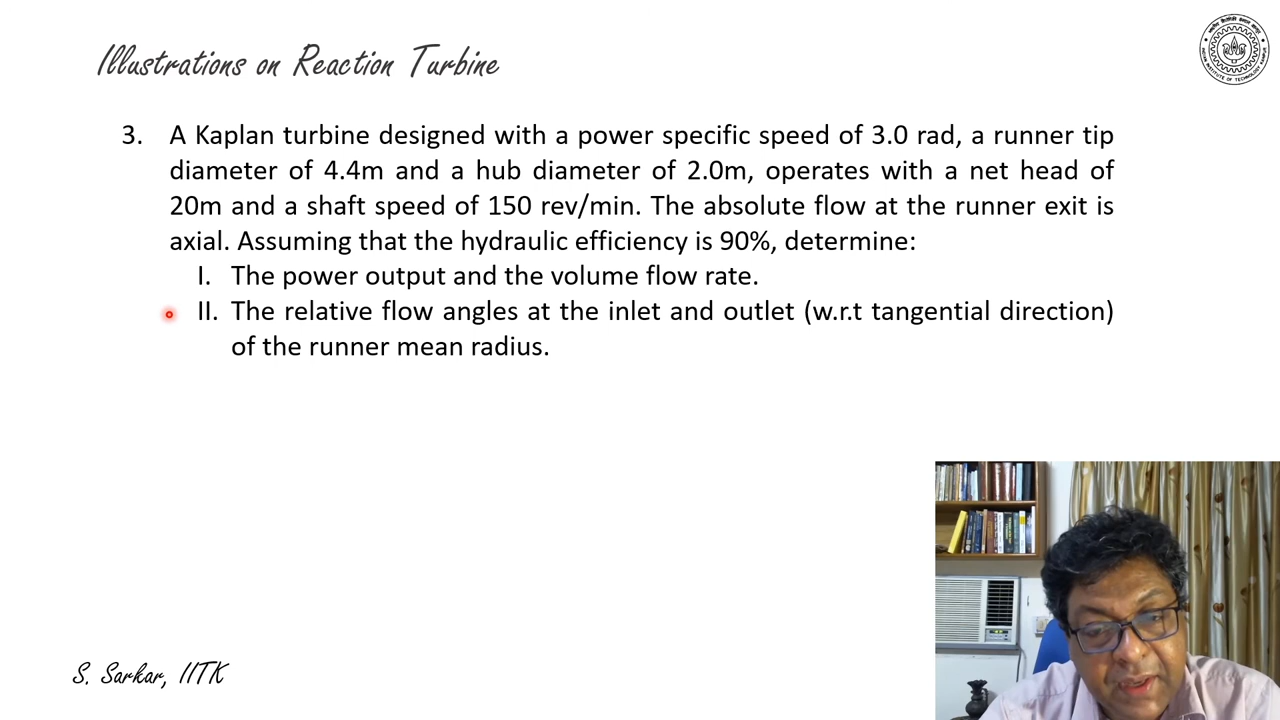 Illustrations on Reaction Turbine
3. A Kaplan turbine designed with a power specific speed of 3.0 rad, a runner tip
diameter of 4.4m and a hub diameter of 2.0m, operates with a net head of
20m and a shaft speed of 150 rev/min. The absolute flow at the runner exit is
axial. Assuming that the hydraulic efficiency is 90%, determine:
I. The power output and the volume flow rate.
II. The relative flow angles at the inlet and outlet (w.r.t tangential direction)
of the runner mean radius.
S. Sarkar, IITK